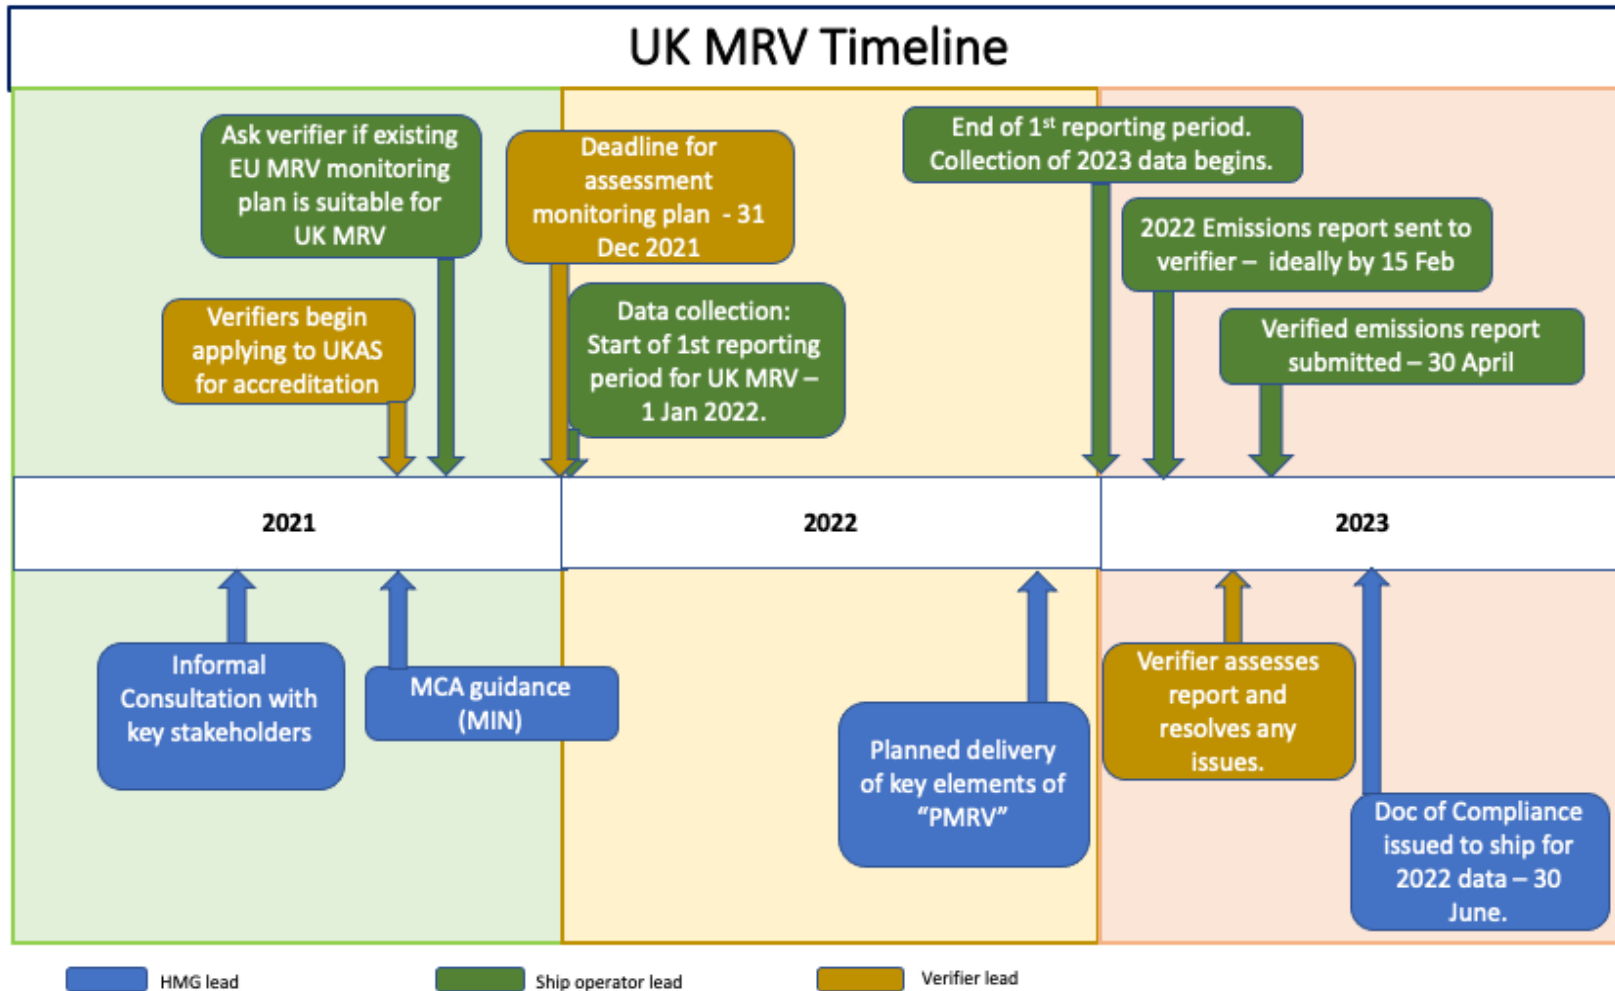 UK MRV Timeline
Ask verifier if existing
EU MRV monitoring
plan is suitable for
UK MRV
Deadline for
assessment
monitoring plan - 31
Dec 2021
End of 1st reporting period.
Collection of 2023 data begins.
2022 Emissions report sent to
verifier – ideally by 15 Feb
Verifiers begin
applying to UKAS
for accreditation
Data collection:
Start of 1st reporting
period for UK MRV –
1 Jan 2022.
Verified emissions report
submitted – 30 April
2021
2022
2023
Informal
Consultation with
key stakeholders
MCA guidance
(MIN)
Planned delivery
of key elements of
“PMRV”
Verifier assesses
report and
resolves any
issues.
Doc of Compliance
issued to ship for
2022 data – 30
June.
HMG lead
Ship operator lead
Verifier lead